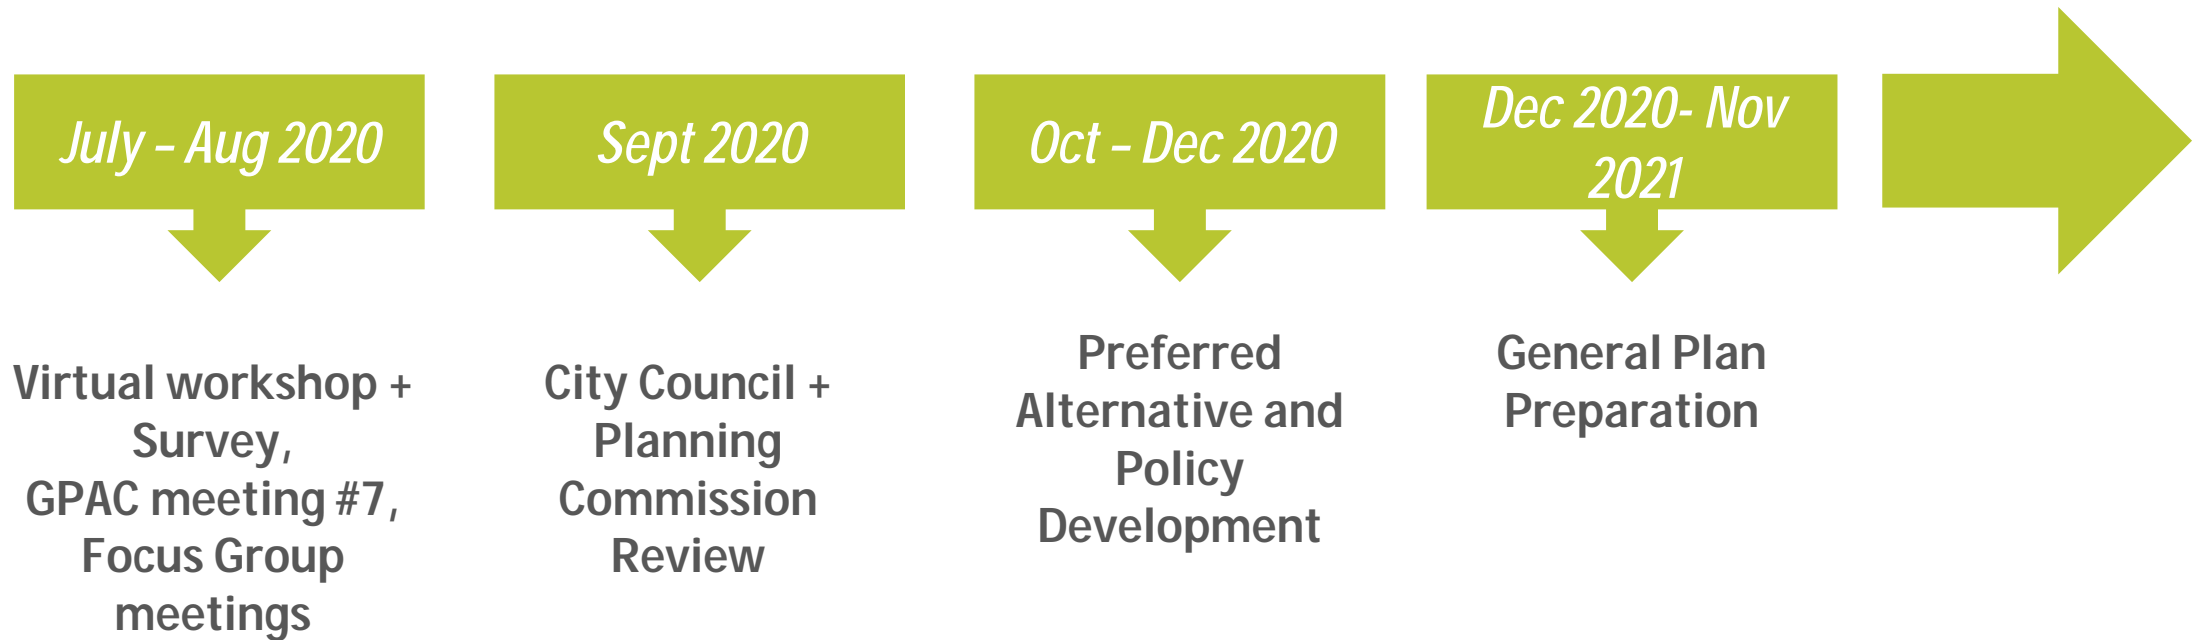 July – Aug 2020
Virtual workshop +
Survey,
GPAC meeting #7,
Focus Group
meetings
Sept 2020
City Council +
Planning
Commission
Review
Oct – Dec 2020
Preferred
Alternative and
Policy
Development
Dec 2020- Nov
2021
General Plan
Preparation